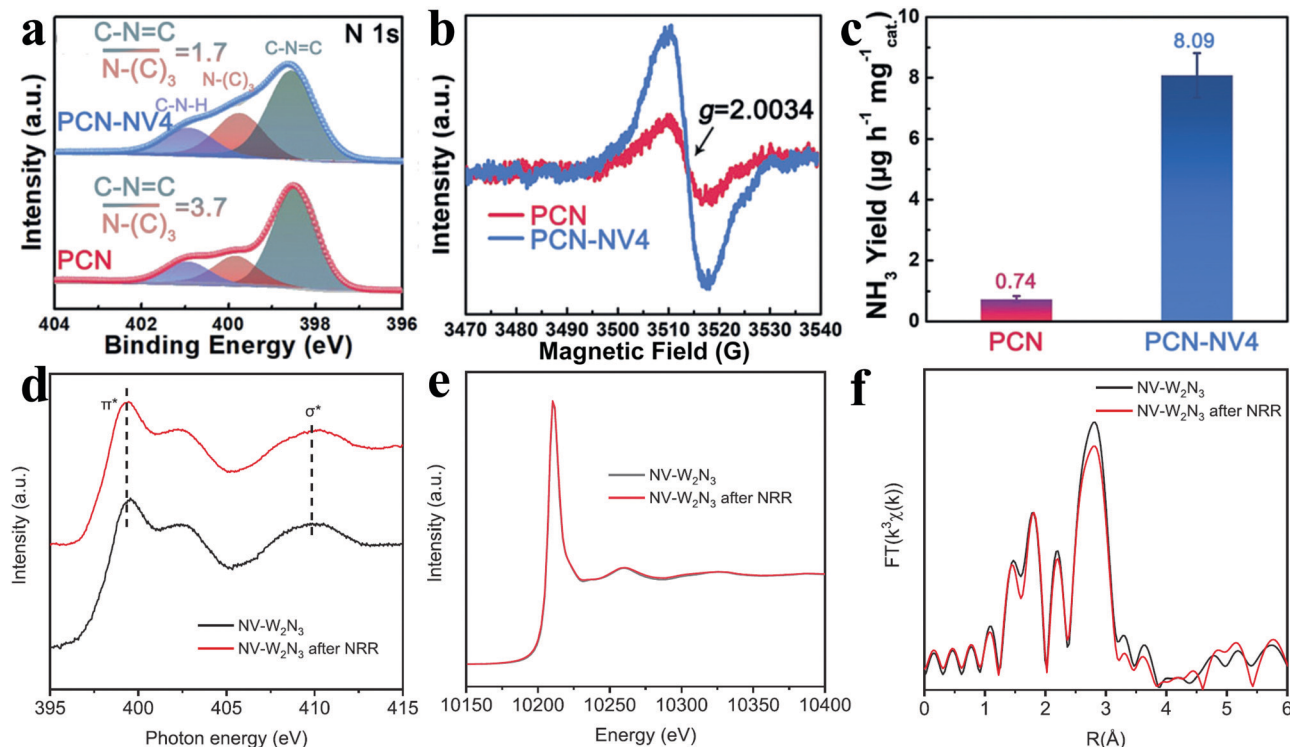 a
N 1s
C-N=C
N-(C)₃
=1.7
C-N=C
N-(C)₃
C-N-H
PCN-NV4
C-N=C
N-(C)₃
=3.7
PCN
Intensity (a.u.)
404 402 400 398 396
Binding Energy (eV)
b
g=2.0034
PCN
PCN-NV4
Intensity (a.u.)
3470 3480 3490 3500 3510 3520 3530 3540
Magnetic Field (G)
c
NH₃ Yield (μg h⁻¹ mg⁻¹cat.)
10
8
6
4
2
0
8.09
0.74
PCN PCN-NV4
d
π*
σ*
NV-W₂N₃
NV-W₂N₃ after NRR
Intensity (a.u.)
395 400 405 410 415
Photon energy (eV)
e
NV-W₂N₃
NV-W₂N₃ after NRR
Intensity (a.u.)
10150 10200 10250 10300 10350 10400
Energy (eV)
f
NV-W₂N₃
NV-W₂N₃ after NRR
FT(k³χ(k))
0 1 2 3 4 5 6
R(Å)